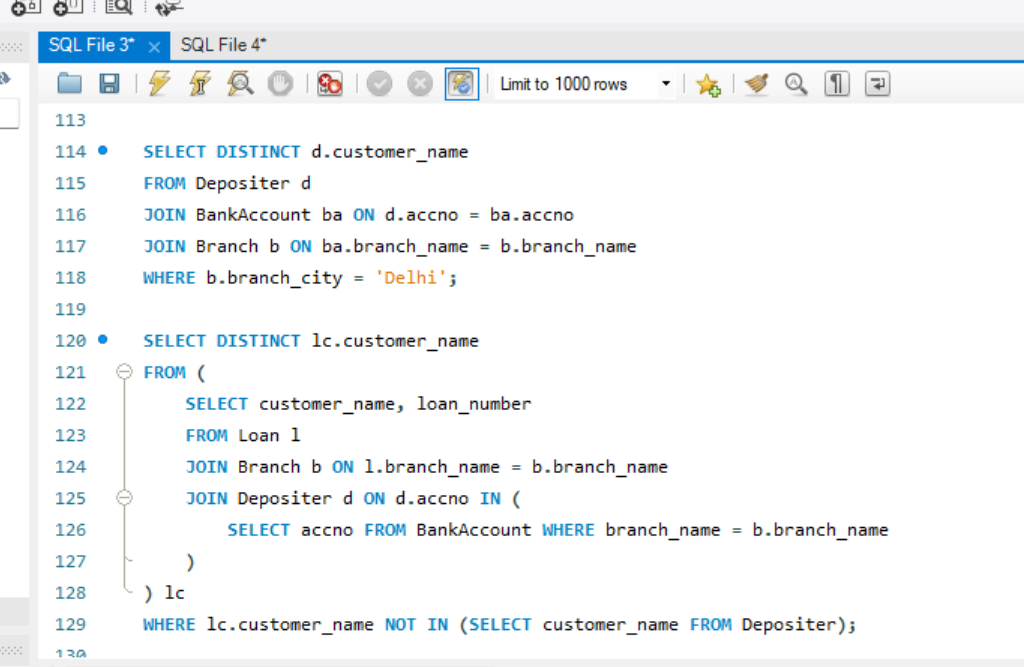 SQL File 3* SQL File 4*
Limit to 1000 rows
113
114 SELECT DISTINCT d.customer_name
115 FROM Depositer d
116 JOIN BankAccount ba ON d.accno = ba.accno
117 JOIN Branch b ON ba.branch_name = b.branch_name
118 WHERE b.branch_city = 'Delhi';
119
120 SELECT DISTINCT lc.customer_name
121 FROM (
122 SELECT customer_name, loan_number
123 FROM Loan l
124 JOIN Branch b ON l.branch_name = b.branch_name
125 JOIN Depositer d ON d.accno IN (
126 SELECT accno FROM BankAccount WHERE branch_name = b.branch_name
127 )
128 ) lc
129 WHERE lc.customer_name NOT IN (SELECT customer_name FROM Depositer);
130